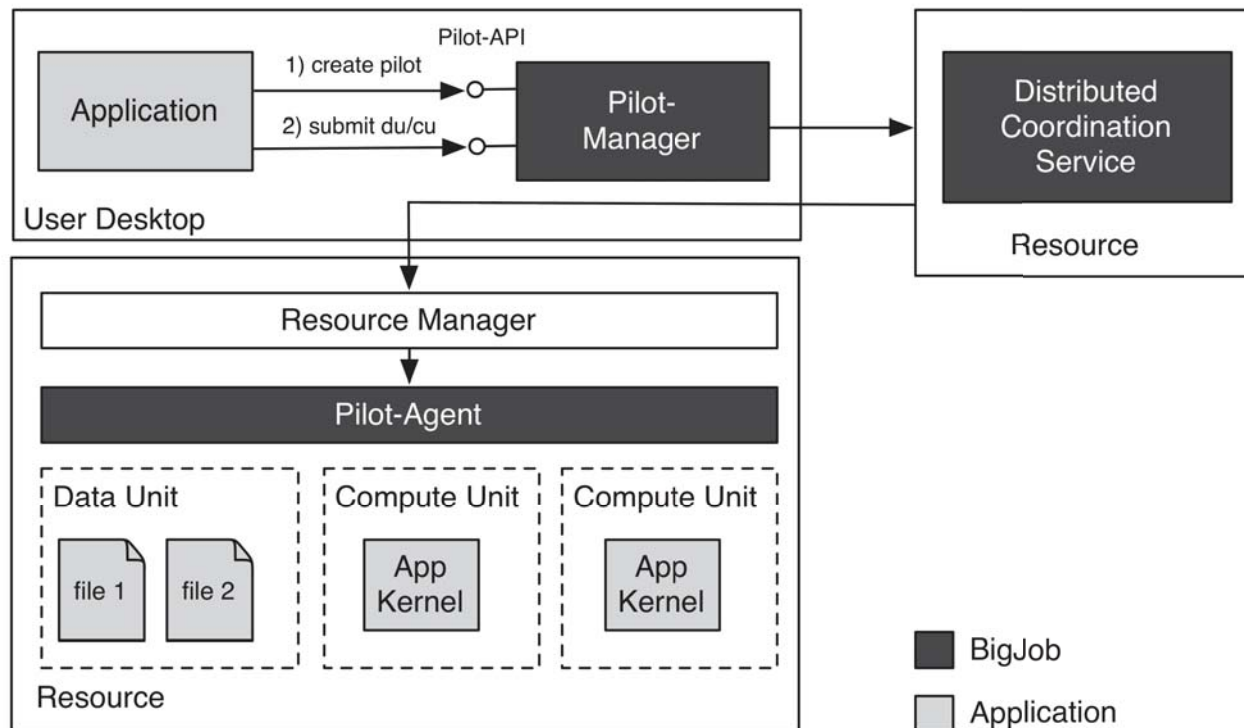 Pilot-API
1) create pilot
2) submit du/cu
Application
Pilot-
Manager
User Desktop
Distributed
Coordination
Service
Resource
Resource Manager
Pilot-Agent
Data Unit
file 1
file 2
Compute Unit
App
Kernel
Compute Unit
App
Kernel
Resource
BigJob
Application